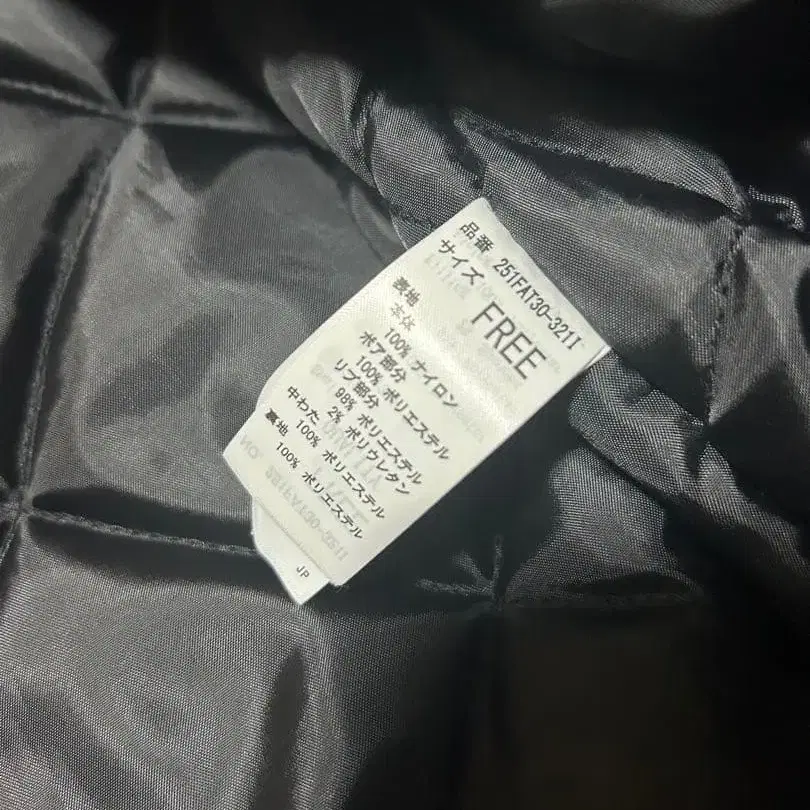 品番 251FAT30-321I
サイズ FREE
表地
本体
100% ナイロン
ボア部分
100% ポリエステル
リブ部分
98% ポリエステル
2% ポリウレタン
中わた
100% ポリエステル
裏地
100% ポリエステル
JP